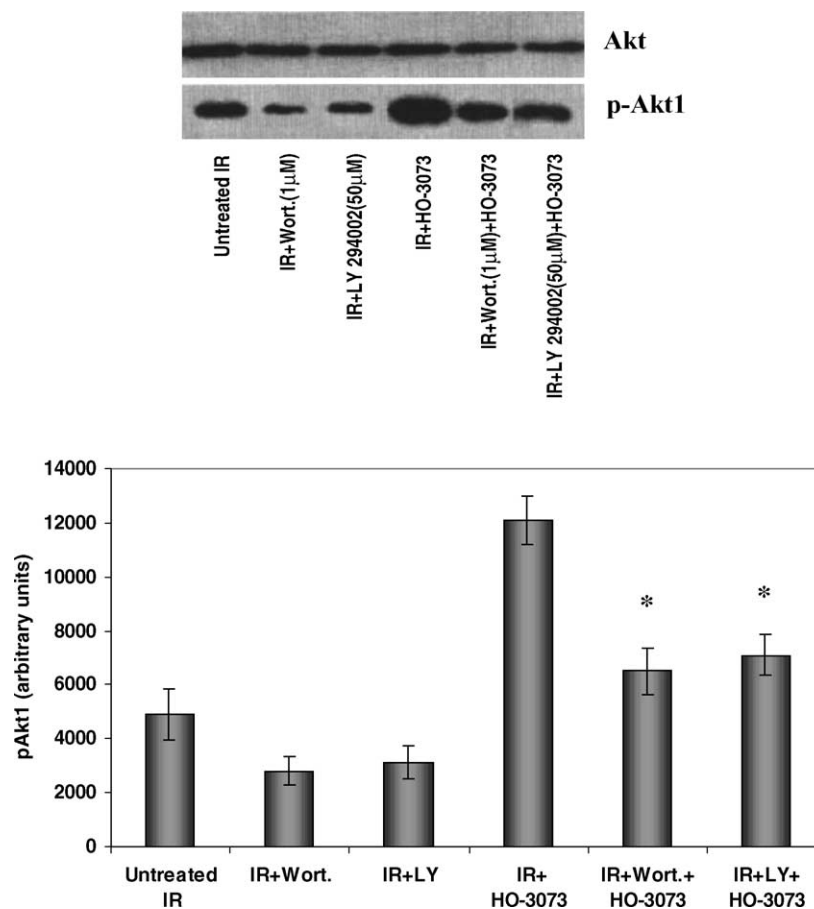 Akt
p-Akt1
Untreated IR
IR+Wort.(1μM)
IR+LY 294002(50μM)
IR+HO-3073
IR+Wort.(1μM)+HO-3073
IR+LY 294002(50μM)+HO-3073
pAkt1 (arbitrary units)
14000
12000
10000
8000
6000
4000
2000
0
*
*
Untreated
IR
IR+Wort.
IR+LY
IR+
HO-3073
IR+Wort.+
HO-3073
IR+LY+
HO-3073